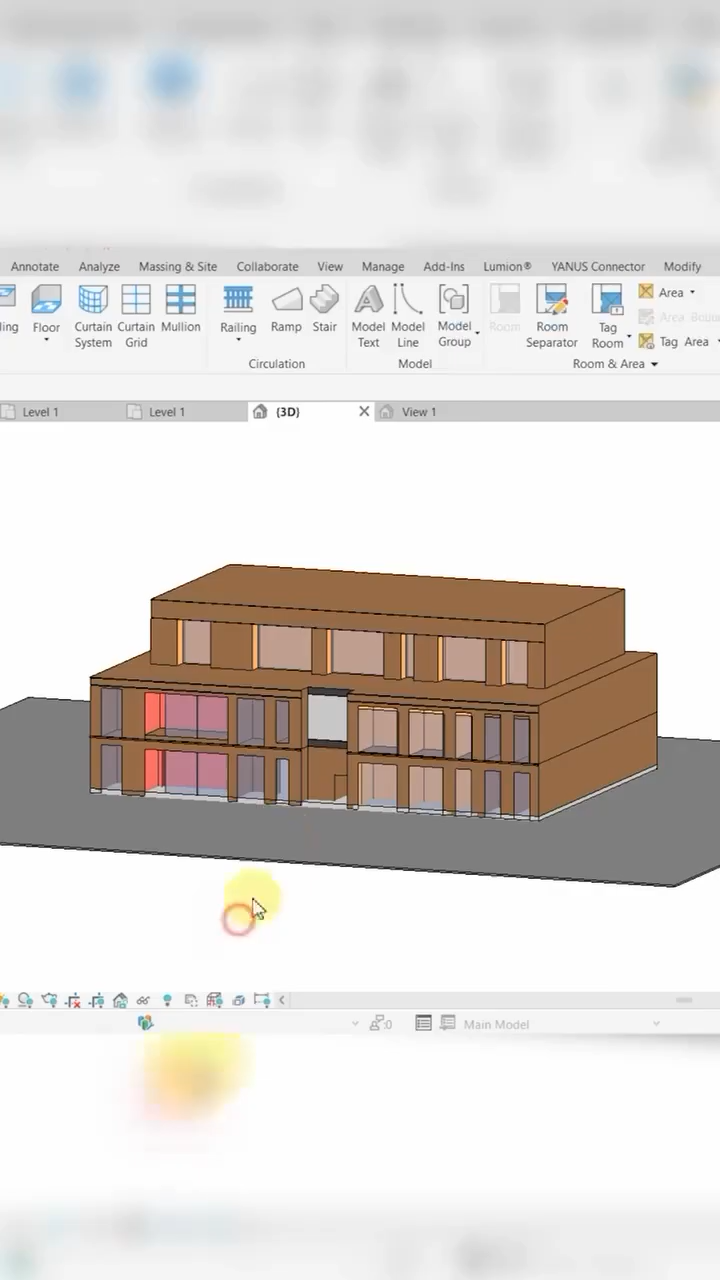 Annotate Analyze Massing & Site Collaborate View Manage Add-Ins Lumion® YANUS Connector Modify
Floor
Curtain System
Curtain Grid
Mullion
Railing
Ramp
Stair
Model Text
Model Line
Model Group
Room
Room Separator
Tag Room
Area
Tag Area
Circulation Model Room & Area
Level 1 Level 1 {3D} View 1
:0 Main Model